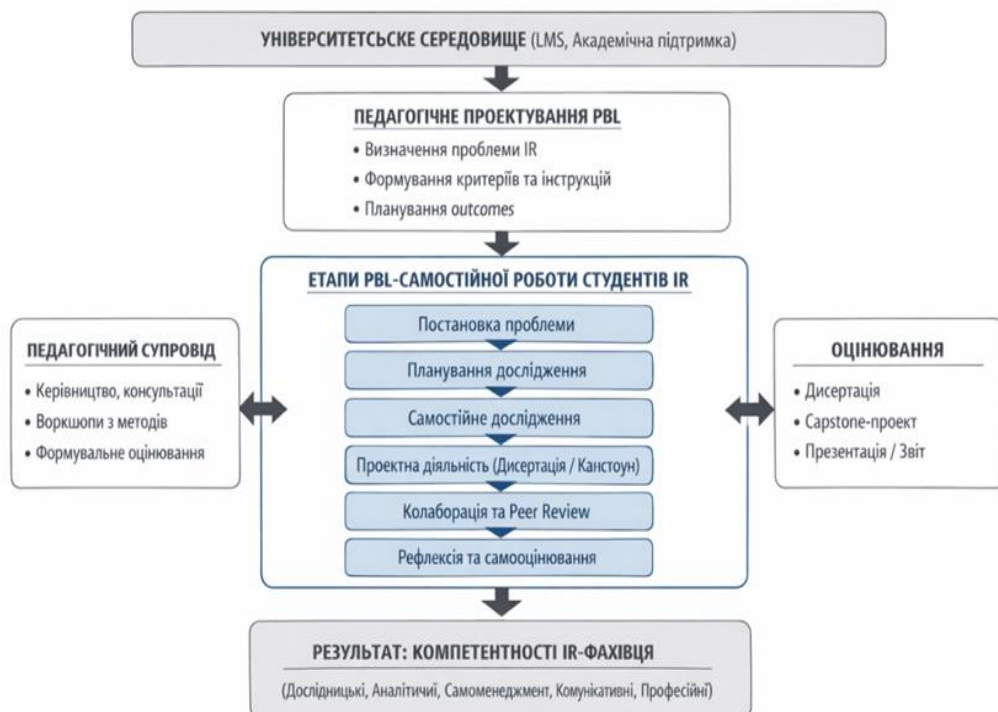 УНІВЕРСИТЕТСЬСКЕ СЕРЕДОВИЩЕ (LMS, Академічна підтримка)
ПЕДАГОГІЧНЕ ПРОЕКТУВАННЯ PBL
• Визначення проблеми IR
• Формування критеріїв та інструкцій
• Планування outcomes
ЕТАПИ PBL-САМОСТІЙНОЇ РОБОТИ СТУДЕНТІВ IR
Постановка проблеми
Планування дослідження
Самостійне дослідження
Проектна діяльність (Дисертація / Канстоун)
Колаборація та Peer Review
Рефлексія та самооцінювання
ПЕДАГОГІЧНИЙ СУПРОВІД
• Керівництво, консультації
• Воркшопи з методів
• Формувальне оцінювання
ОЦІНЮВАННЯ
• Дисертація
• Capstone-проект
• Презентація / Звіт
РЕЗУЛЬТАТ: КОМПЕТЕНТНОСТІ IR-ФАХІВЦЯ
(Дослідницькі, Аналітичиї, Самоменеджмент, Комунікативні, Професійнї)